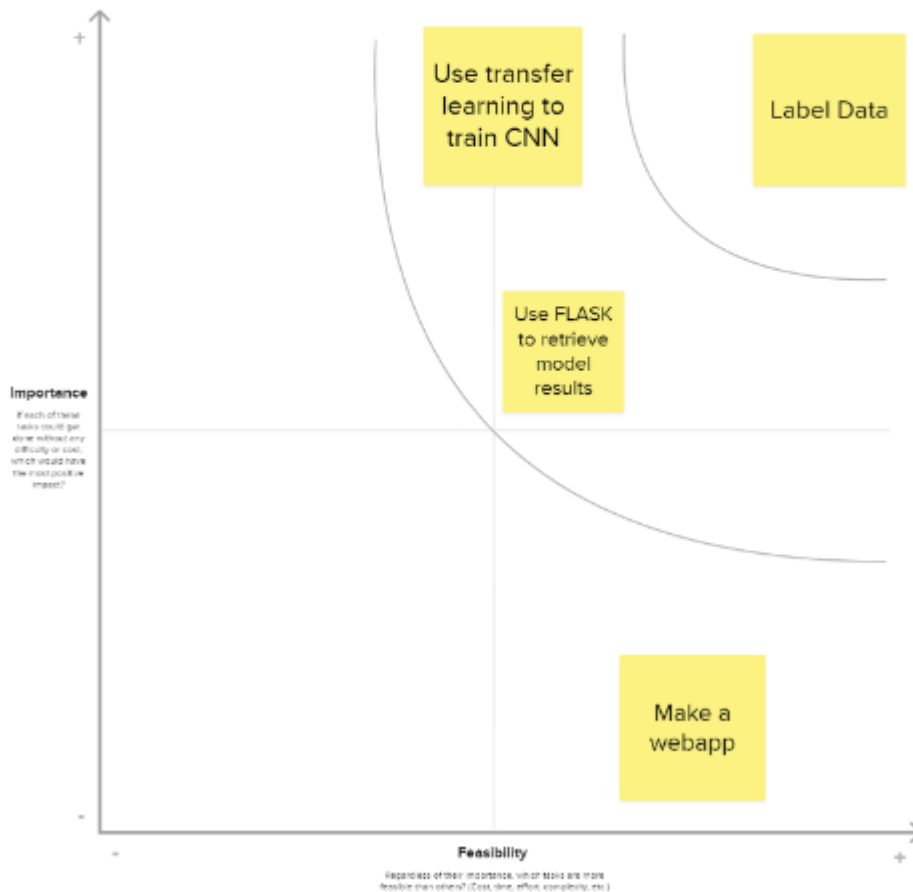 +
Use transfer
learning to
train CNN
Label Data
Use FLASK
to retrieve
model
results
Importance
If each of these
tasks could get
done without any
difficulty or cost,
which would have
the most positive
impact?
Make a
webapp
-
-
Feasibility
+
Regardless of their importance, which tasks are more
feasible than others? (Cost, time, effort, complexity, etc.)